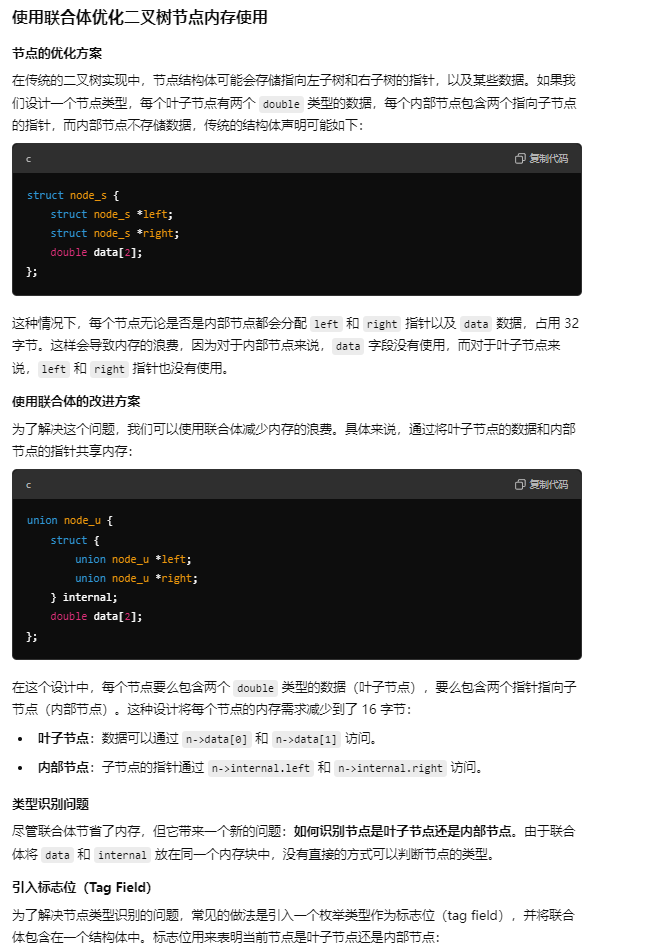 使用联合体优化二叉树节点内存使用
节点的优化方案
在传统的二叉树实现中，节点结构体可能会存储指向左子树和右子树的指针，以及某些数据。如果我
们设计一个节点类型，每个叶子节点有两个 double 类型的数据，每个内部节点包含两个指向子节点
的指针，而内部节点不存储数据，传统的结构体声明可能如下：
c 复制代码
struct node_s {
    struct node_s *left;
    struct node_s *right;
    double data[2];
};
这种情况下，每个节点无论是否是内部节点都会分配 left 和 right 指针以及 data 数据，占用 32
字节。这样会导致内存的浪费，因为对于内部节点来说，data 字段没有使用，而对于叶子节点来
说，left 和 right 指针也没有使用。
使用联合体的改进方案
为了解决这个问题，我们可以使用联合体减少内存的浪费。具体来说，通过将叶子节点的数据和内部
节点的指针共享内存：
c 复制代码
union node_u {
    struct {
        union node_u *left;
        union node_u *right;
    } internal;
    double data[2];
};
在这个设计中，每个节点要么包含两个 double 类型的数据（叶子节点），要么包含两个指针指向子
节点（内部节点）。这种设计将每个节点的内存需求减少到了 16 字节：
• 叶子节点：数据可以通过 n->data[0] 和 n->data[1] 访问。
• 内部节点：子节点的指针通过 n->internal.left 和 n->internal.right 访问。
类型识别问题
尽管联合体节省了内存，但它带来一个新的问题：如何识别节点是叶子节点还是内部节点。由于联合
体将 data 和 internal 放在同一个内存块中，没有直接的方式可以判断节点的类型。
引入标志位（Tag Field）
为了解决节点类型识别的问题，常见的做法是引入一个枚举类型作为标志位（tag field），并将联合
体包含在一个结构体中。标志位用来表明当前节点是叶子节点还是内部节点：